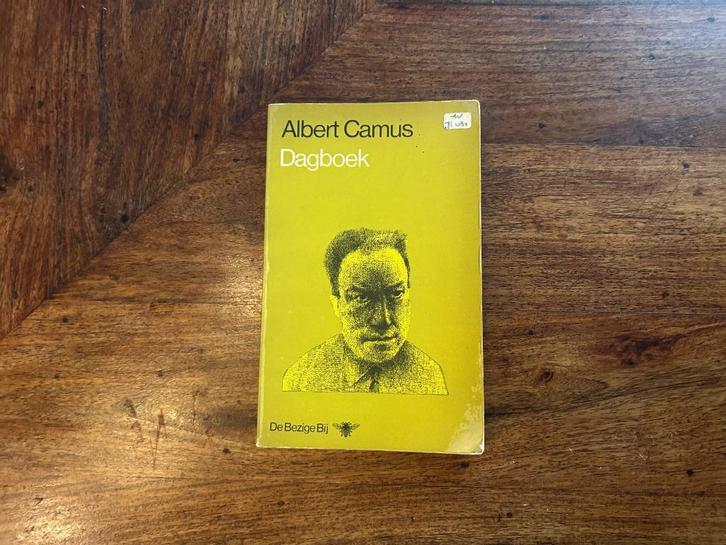 Albert Camus
Dagboek
De Bezige Bij